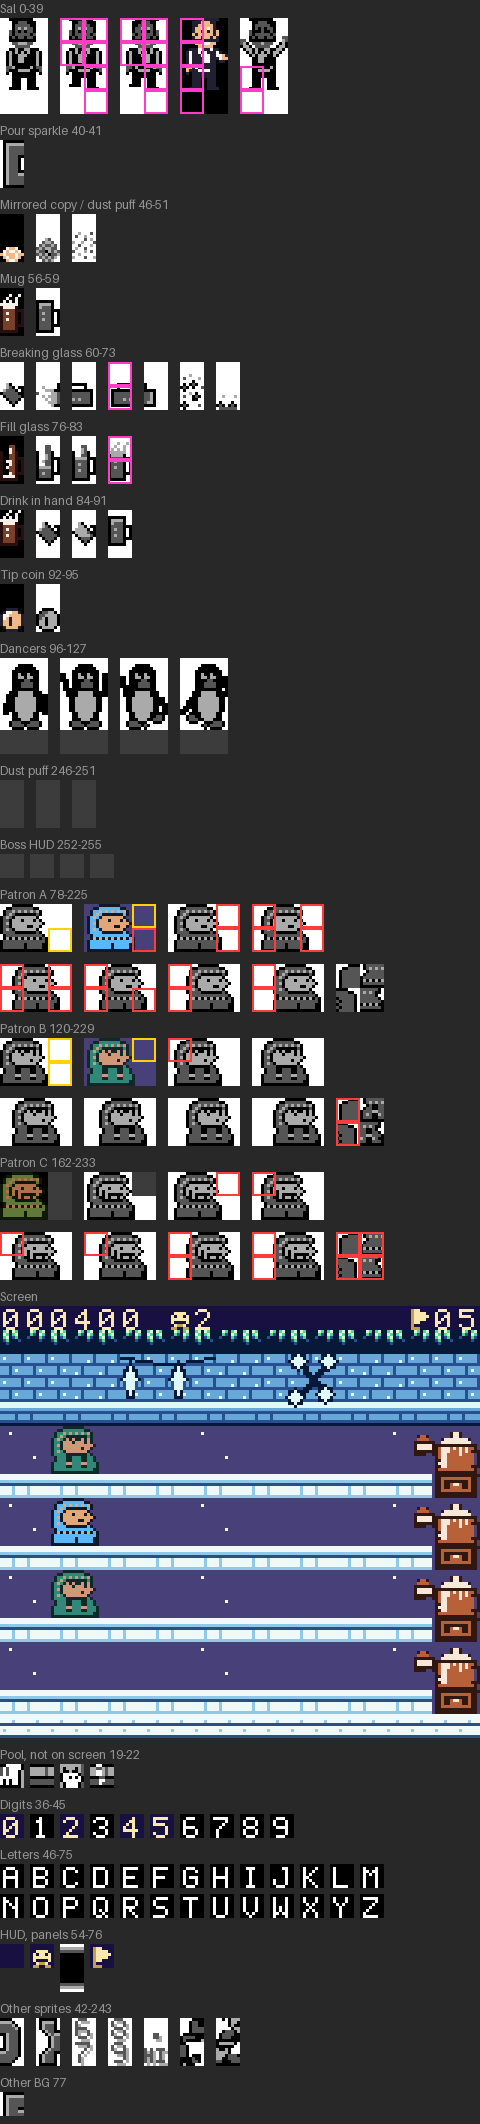 Sal 0-39
Pour sparkle 40-41
Mirrored copy / dust puff 46-51
Mug 56-59
Breaking glass 60-73
Fill glass 76-83
Drink in hand 84-91
Tip coin 92-95
Dancers 96-127
Dust puff 246-251
Boss HUD 252-255
Patron A 78-225
Patron B 120-229
Patron C 162-233
Screen
000400 2 05
Pool, not on screen 19-22
Digits 36-45
0 1 2 3 4 5 6 7 8 9
Letters 46-75
A B C D E F G H I J K L M
N O P Q R S T U V W X Y Z
HUD, panels 54-76
Other sprites 42-243
HI
Other BG 77